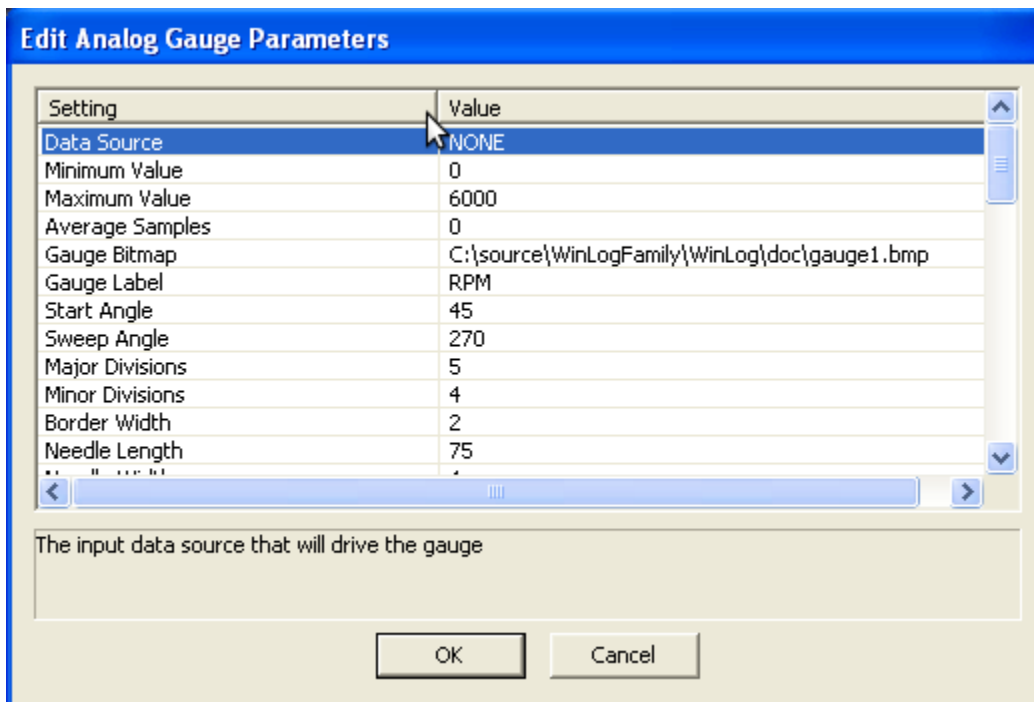 Edit Analog Gauge Parameters
Setting Value
Data Source NONE
Minimum Value 0
Maximum Value 6000
Average Samples 0
Gauge Bitmap C:\source\WinLogFamily\WinLog\doc\gauge1.bmp
Gauge Label RPM
Start Angle 45
Sweep Angle 270
Major Divisions 5
Minor Divisions 4
Border Width 2
Needle Length 75
The input data source that will drive the gauge
OK Cancel